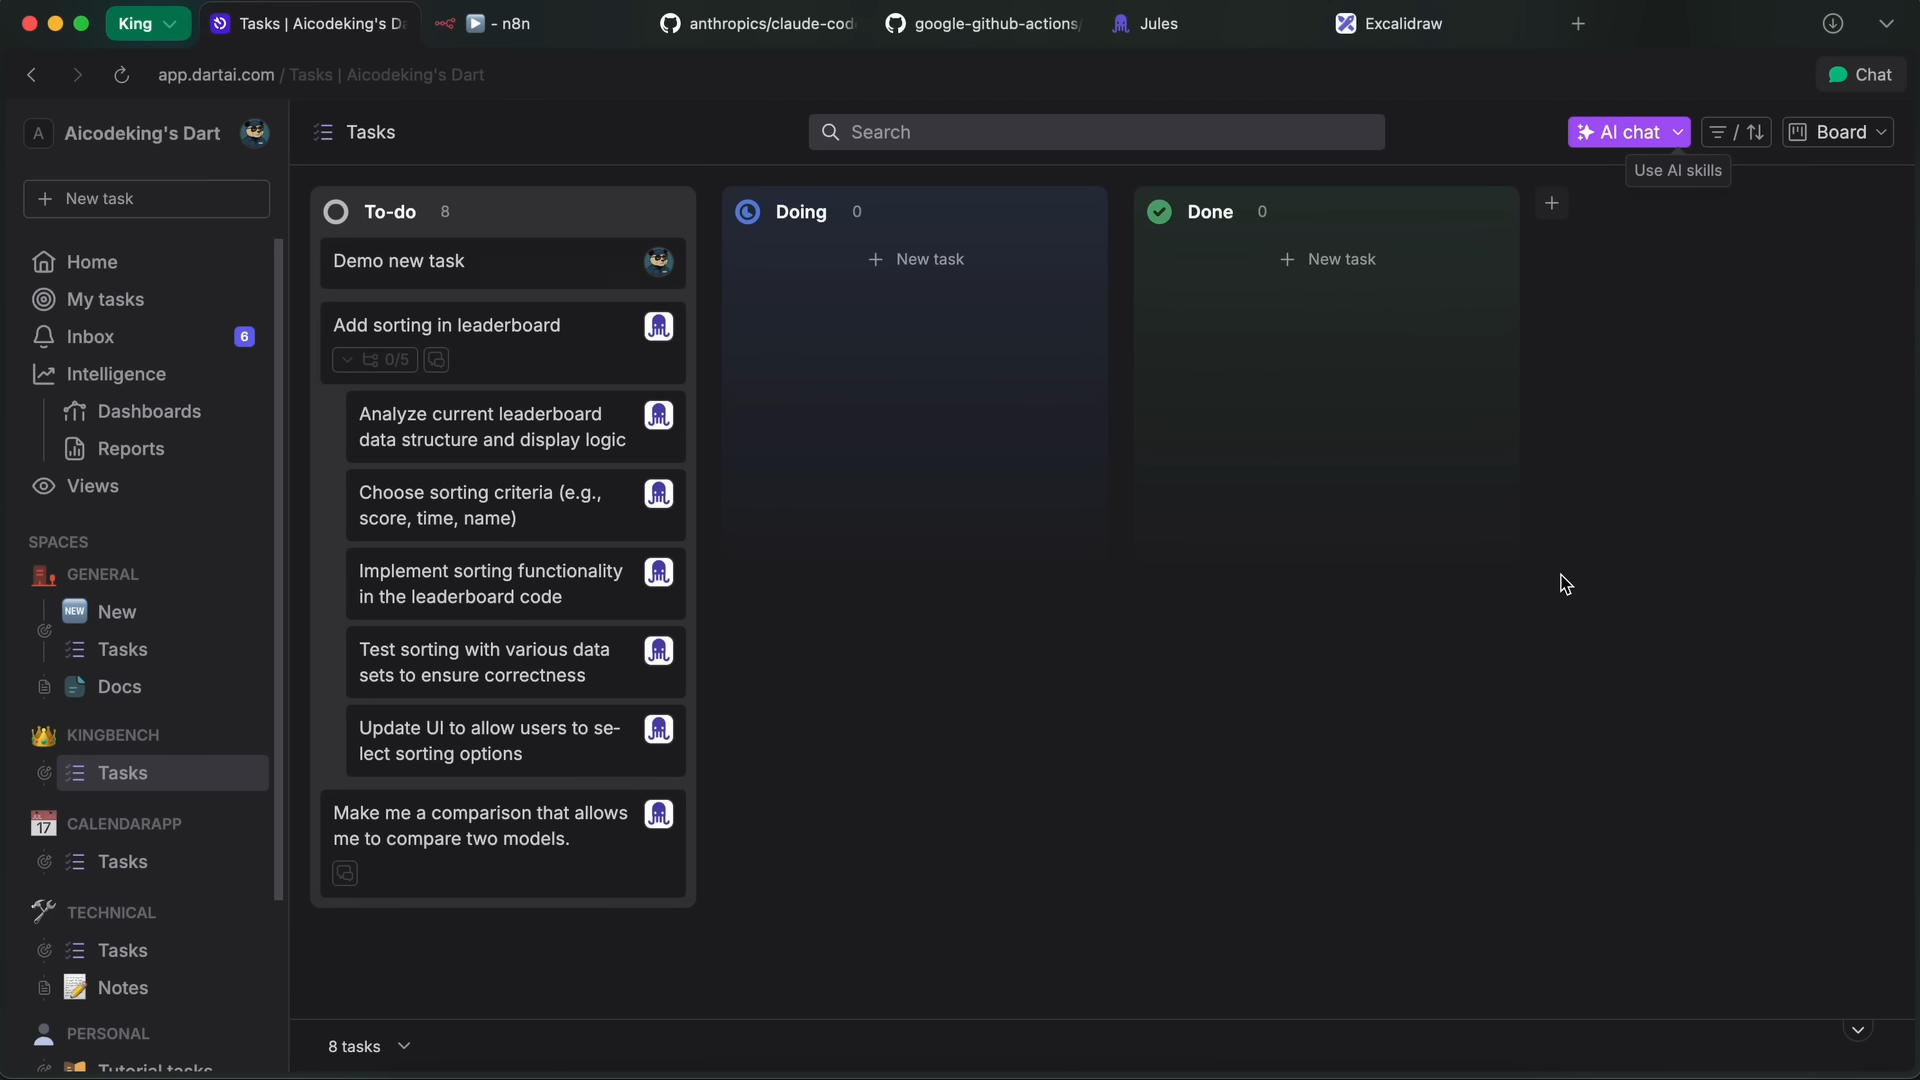 King
Tasks | Aicodeking's Da
- n8n
anthropics/claude-cod
google-github-actions/
Jules
Excalidraw
app.dartai.com / Tasks | Aicodeking's Dart
Chat
A Aicodeking's Dart
Tasks
Search
AI chat
/
Board
Use AI skills
New task
Home
My tasks
Inbox 6
Intelligence
Dashboards
Reports
Views
SPACES
GENERAL
NEW New
Tasks
Docs
KINGBENCH
Tasks
JUL 17 CALENDARAPP
Tasks
TECHNICAL
Tasks
Notes
PERSONAL
Tutorial tasks
To-do 8
Demo new task
Add sorting in leaderboard
0/5
Analyze current leaderboard
data structure and display logic
Choose sorting criteria (e.g.,
score, time, name)
Implement sorting functionality
in the leaderboard code
Test sorting with various data
sets to ensure correctness
Update UI to allow users to se-
lect sorting options
Make me a comparison that allows
me to compare two models.
Doing 0
New task
Done 0
New task
8 tasks